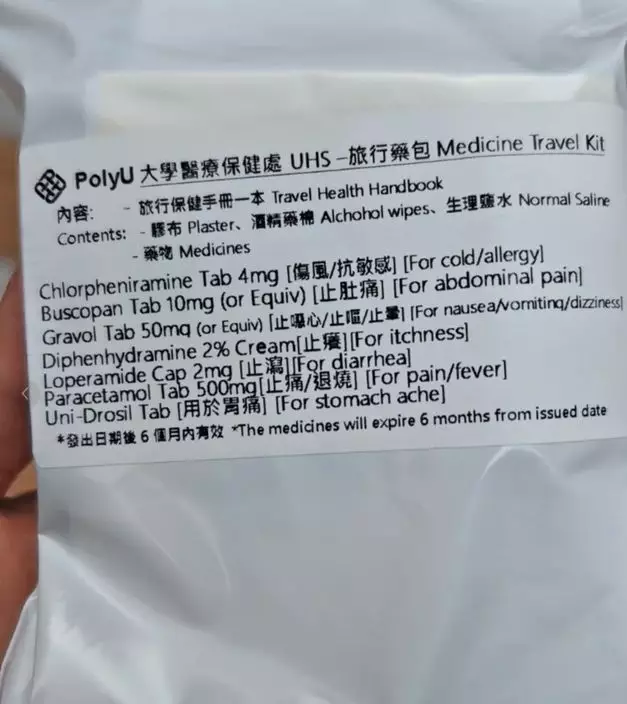 PolyU 大學醫療保健處 UHS –旅行藥包 Medicine Travel Kit
內容: - 旅行保健手冊一本 Travel Health Handbook
Contents: - 膠布 Plaster、酒精藥棉 Alchohol wipes、生理鹽水 Normal Saline
- 藥物 Medicines
Chlorpheniramine Tab 4mg [傷風/抗敏感] [For cold/allergy]
Buscopan Tab 10mg (or Equiv) [止肚痛] [For abdominal pain]
Gravol Tab 50mg (or Equiv) [止噁心/止嘔/止暈] [For nausea/vomiting/dizziness]
Diphenhydramine 2% Cream[止癢][For itchness]
Loperamide Cap 2mg [止瀉][For diarrhea]
Paracetamol Tab 500mg[止痛/退燒] [For pain/fever]
Uni-Drosil Tab [用於胃痛] [For stomach ache]
*發出日期後 6 個月內有效 *The medicines will expire 6 months from issued date